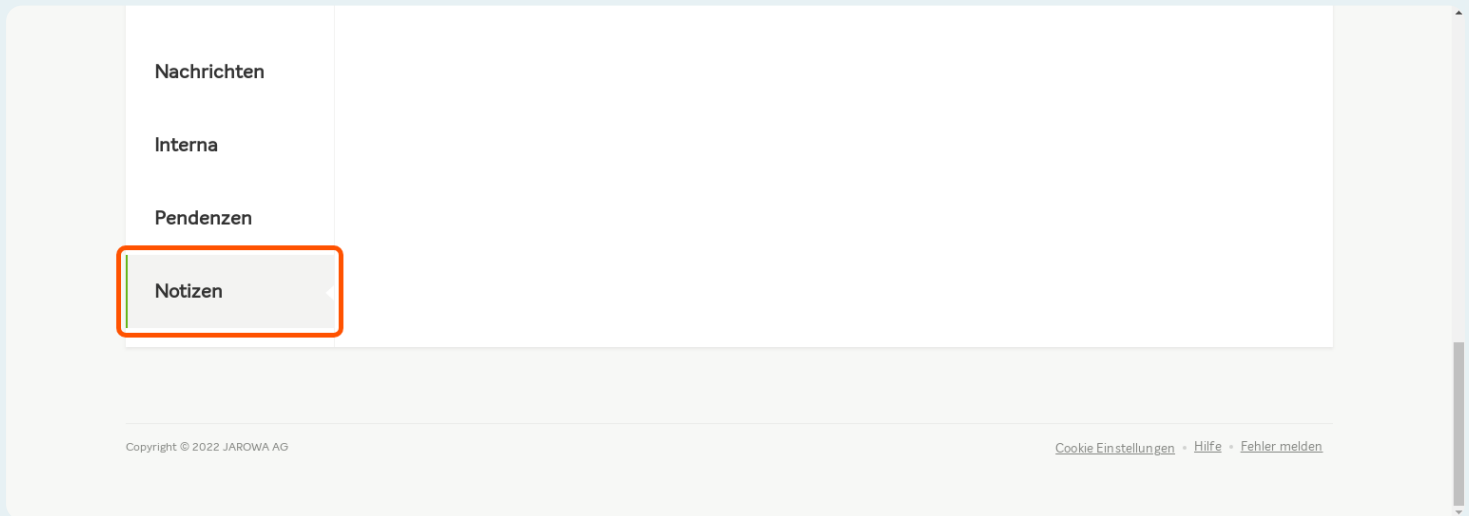 Nachrichten
Interna
Pendenzen
Notizen
Copyright © 2022 JAROWA AG
Cookie Einstellungen • Hilfe • Fehler melden